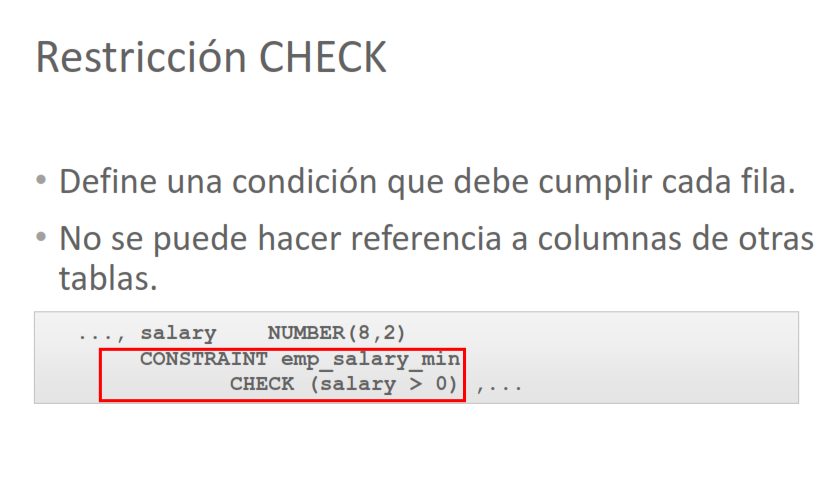 Restricción CHECK
• Define una condición que debe cumplir cada fila.
• No se puede hacer referencia a columnas de otras
tablas.
..., salary NUMBER(8,2)
CONSTRAINT emp_salary_min
CHECK (salary > 0) ,...